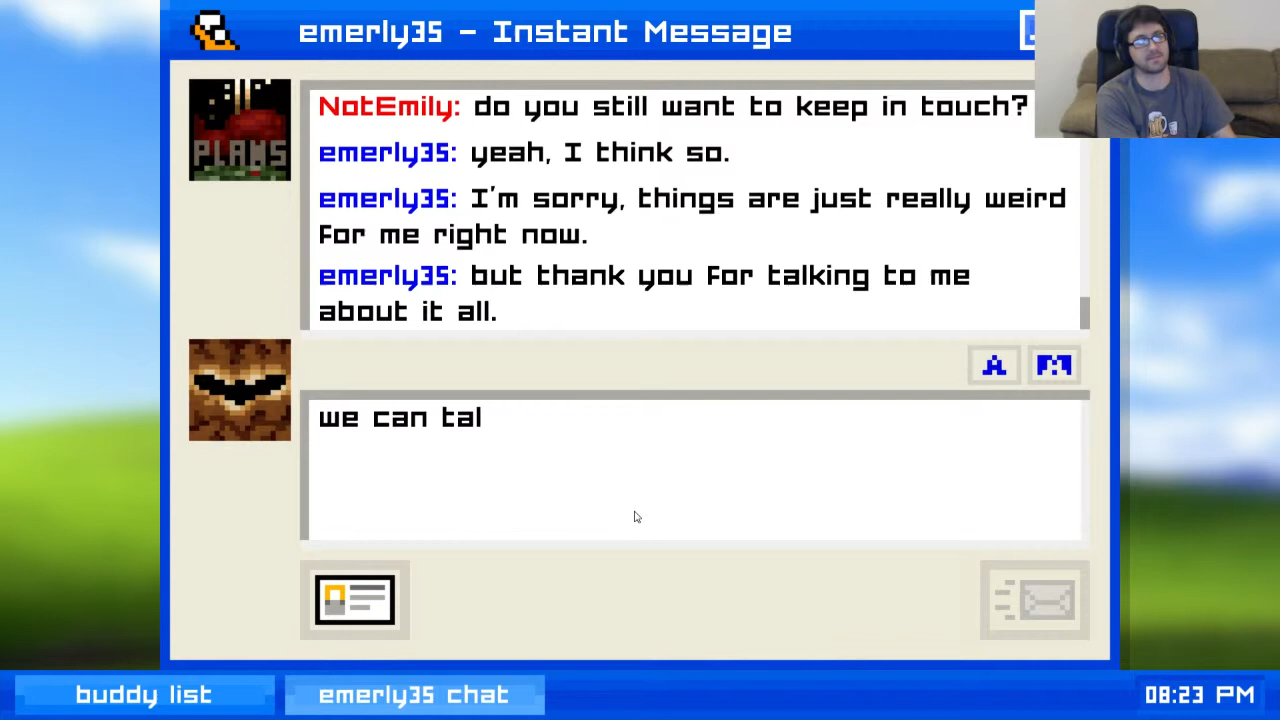 emerly35 - Instant Message
NotEmily: do you still want to keep in touch?
emerly35: yeah, I think so.
emerly35: I'm sorry, things are just really weird
for me right now.
emerly35: but thank you for talking to me
about it all.
PLANS
we can tal
buddy list
emerly35 chat
08:23 PM